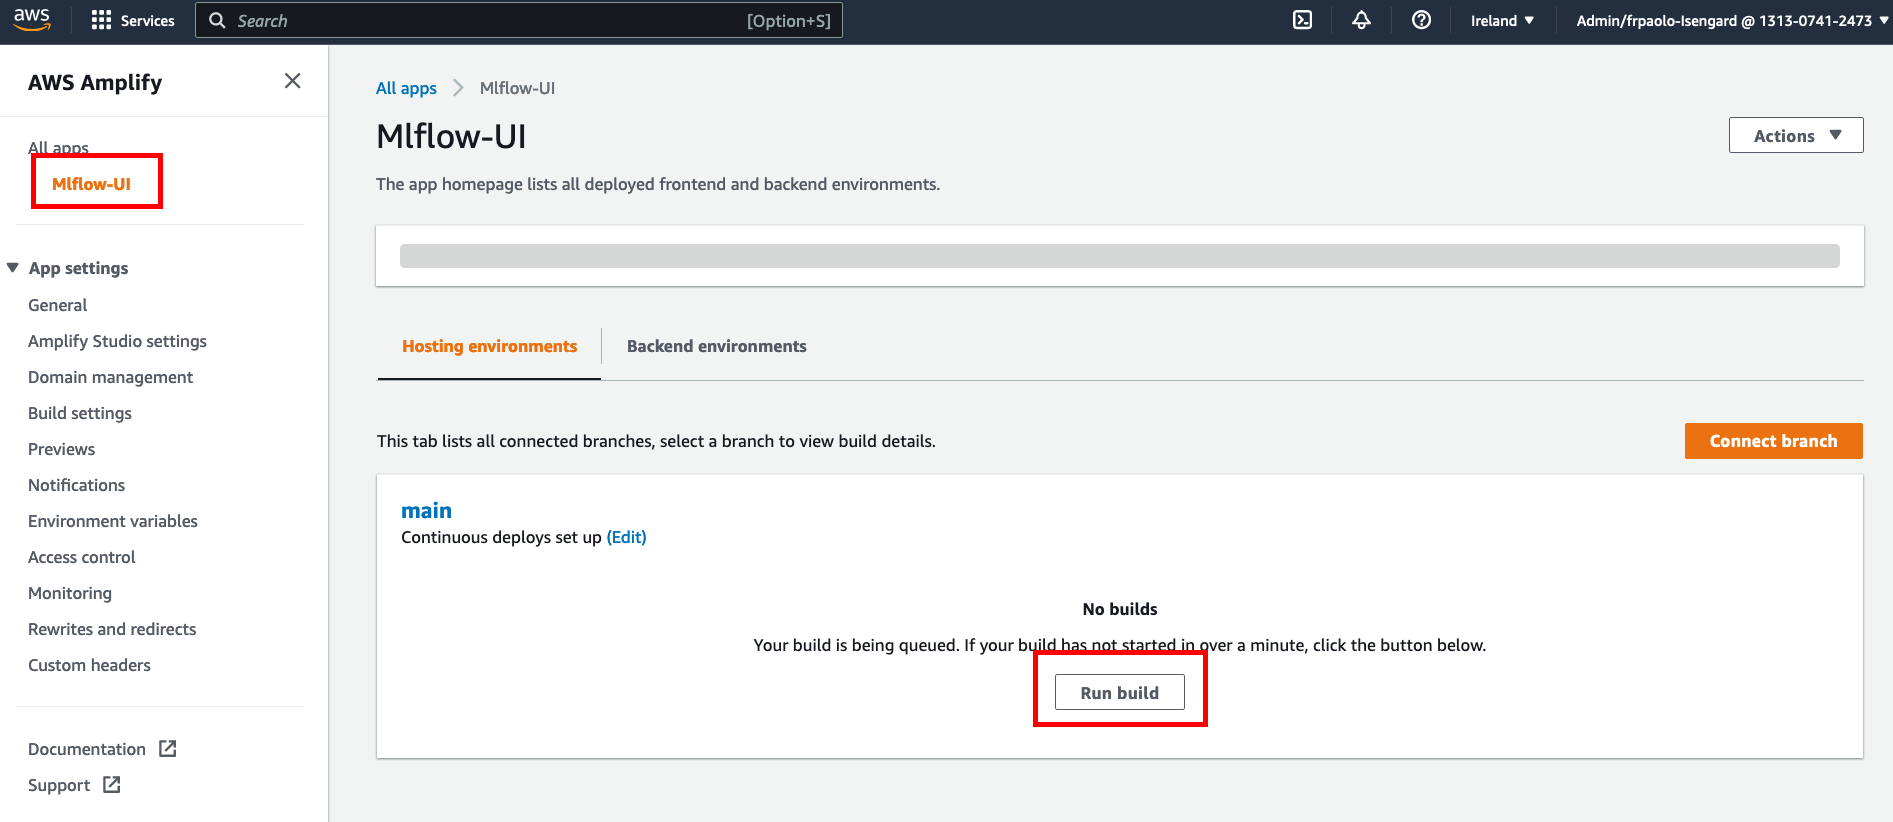 aws
Services
Search
[Option+S]
Ireland ▼
Admin/frpaolo-Isengard @ 1313-0741-2473 ▼
AWS Amplify
All apps
Mlflow-UI
App settings
General
Amplify Studio settings
Domain management
Build settings
Previews
Notifications
Environment variables
Access control
Monitoring
Rewrites and redirects
Custom headers
Documentation
Support
All apps
Mlflow-UI
Mlflow-UI
Actions ▼
The app homepage lists all deployed frontend and backend environments.
Hosting environments
Backend environments
This tab lists all connected branches, select a branch to view build details.
Connect branch
main
Continuous deploys set up (Edit)
No builds
Your build is being queued. If your build has not started in over a minute, click the button below.
Run build